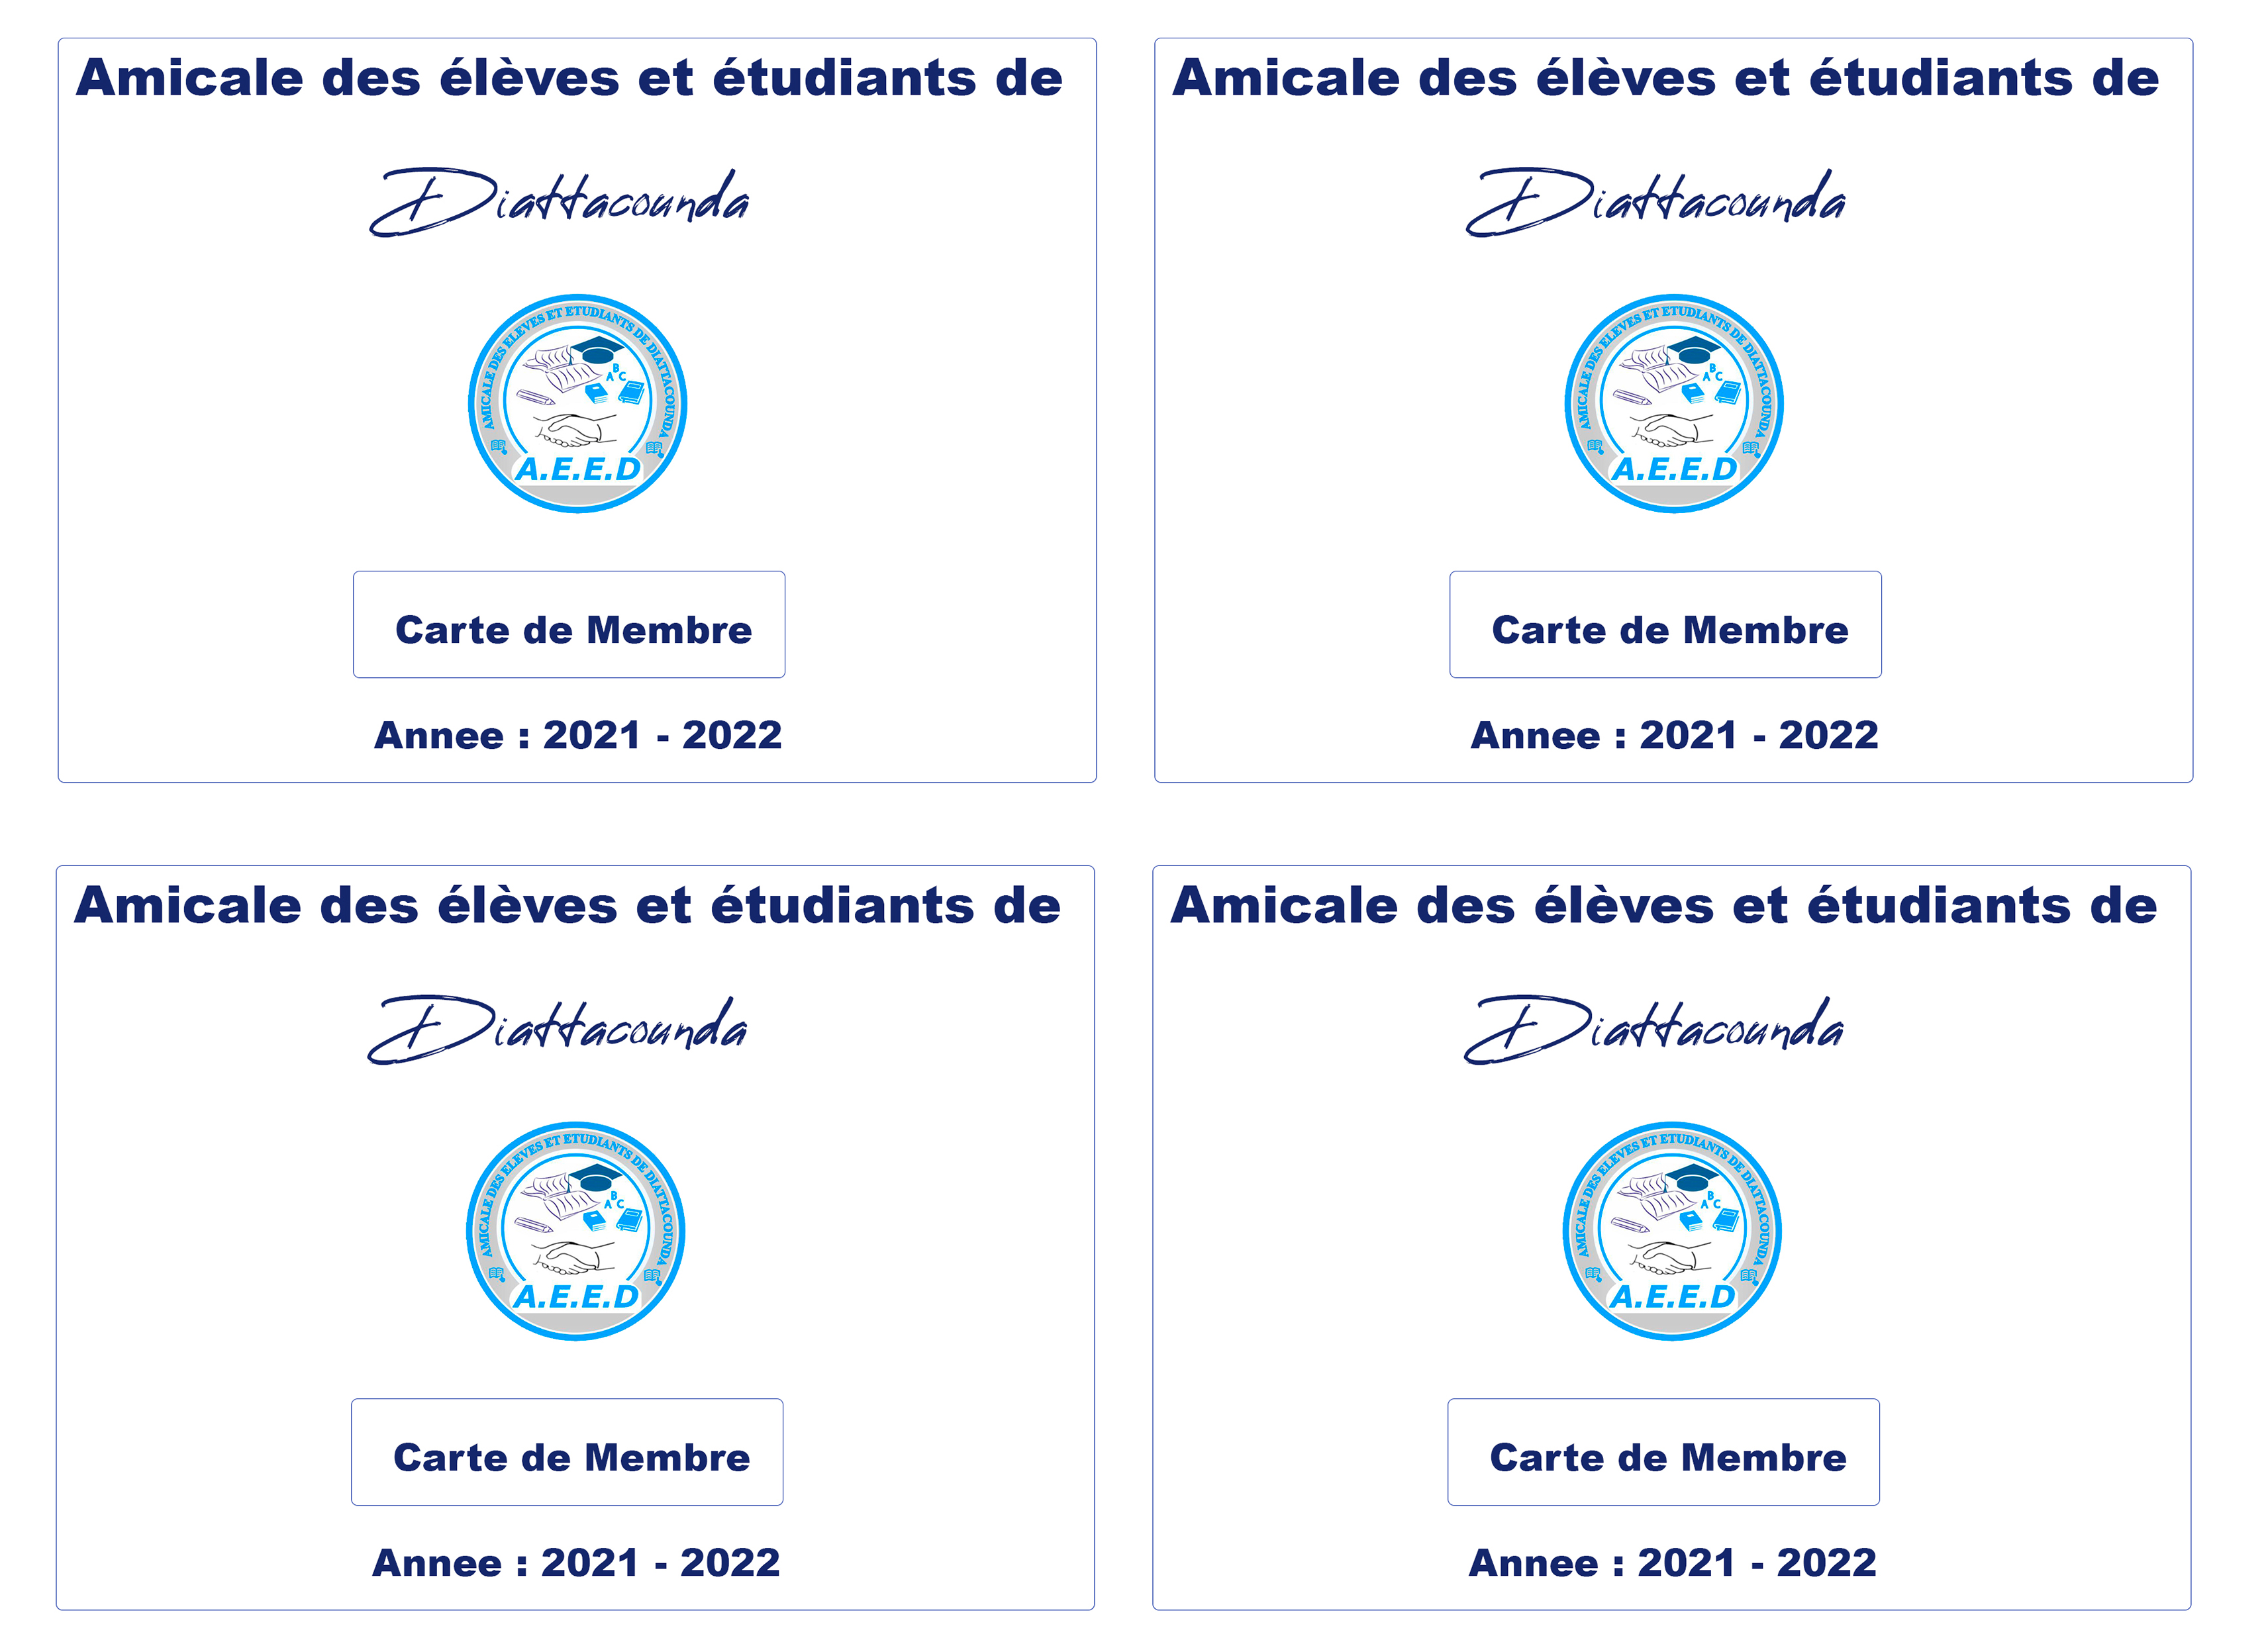 Amicale des élèves et étudiants de
Diattacounda
AMICALE DES ELEVES ET ETUDIANTS DE DIATTACOUNDA
B
A C
A.E.E.D
Carte de Membre
Annee : 2021 - 2022
Amicale des élèves et étudiants de
Diattacounda
AMICALE DES ELEVES ET ETUDIANTS DE DIATTACOUNDA
B
A C
A.E.E.D
Carte de Membre
Annee : 2021 - 2022
Amicale des élèves et étudiants de
Diattacounda
AMICALE DES ELEVES ET ETUDIANTS DE DIATTACOUNDA
B
A C
A.E.E.D
Carte de Membre
Annee : 2021 - 2022
Amicale des élèves et étudiants de
Diattacounda
AMICALE DES ELEVES ET ETUDIANTS DE DIATTACOUNDA
B
A C
A.E.E.D
Carte de Membre
Annee : 2021 - 2022